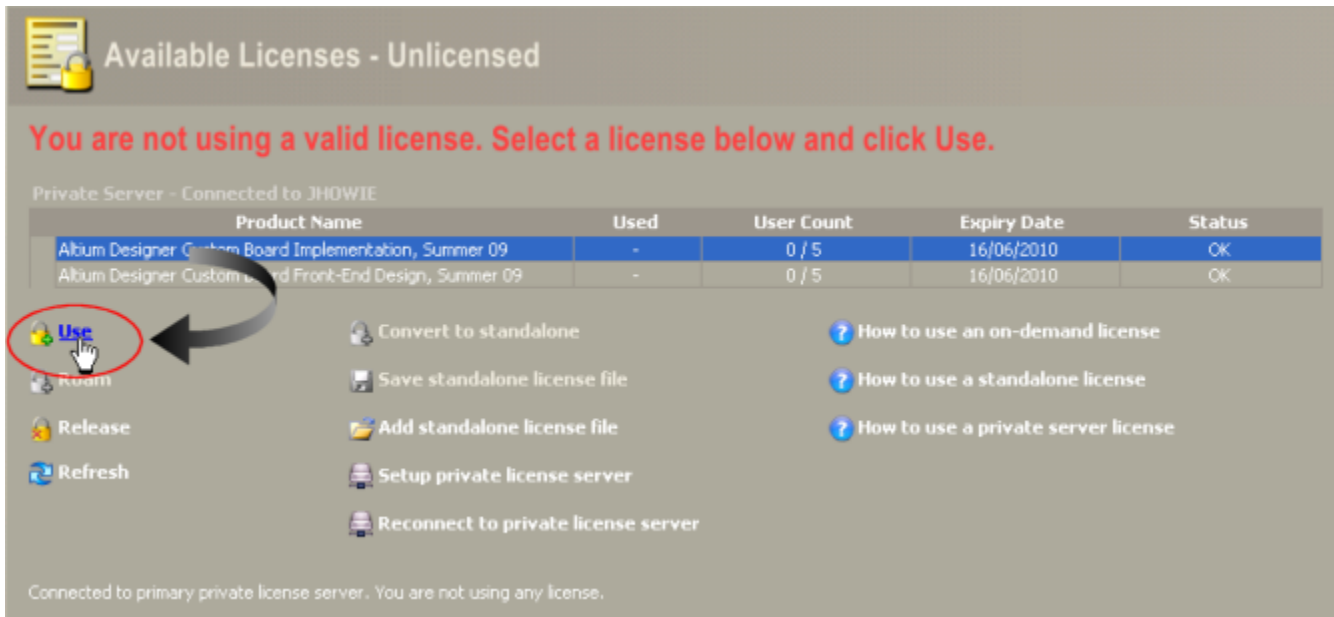 Available Licenses - Unlicensed
You are not using a valid license. Select a license below and click Use.
Private Server - Connected to JHOWIE
Product Name Used User Count Expiry Date Status
Altium Designer Custom Board Implementation, Summer 09 - 0 / 5 16/06/2010 OK
Altium Designer Custom Board Front-End Design, Summer 09 - 0 / 5 16/06/2010 OK
Use Convert to standalone How to use an on-demand license
Roam Save standalone license file How to use a standalone license
Release Add standalone license file How to use a private server license
Refresh Setup private license server
Reconnect to private license server
Connected to primary private license server. You are not using any license.